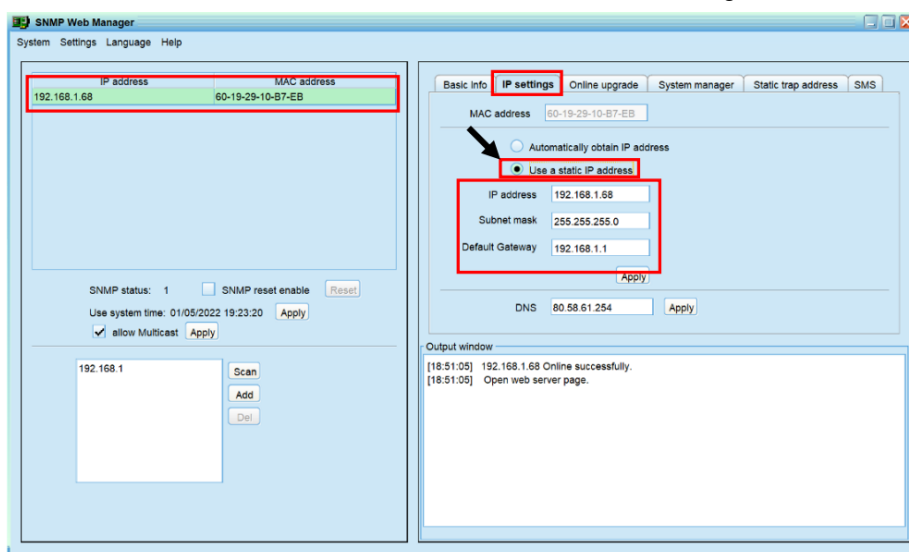 SNMP Web Manager
System Settings Language Help
IP address MAC address
192.168.1.68 60-19-29-10-B7-EB
SNMP status: 1 SNMP reset enable Reset
Use system time: 01/05/2022 19:23:20 Apply
allow Multicast Apply
192.168.1
Scan
Add
Del
Basic info IP settings Online upgrade System manager Static trap address SMS
MAC address 60-19-29-10-B7-EB
Automatically obtain IP address
Use a static IP address
IP address 192.168.1.68
Subnet mask 255.255.255.0
Default Gateway 192.168.1.1
Apply
DNS 80.58.61.254 Apply
Output window
[18:51:05] 192.168.1.68 Online successfully.
[18:51:05] Open web server page.